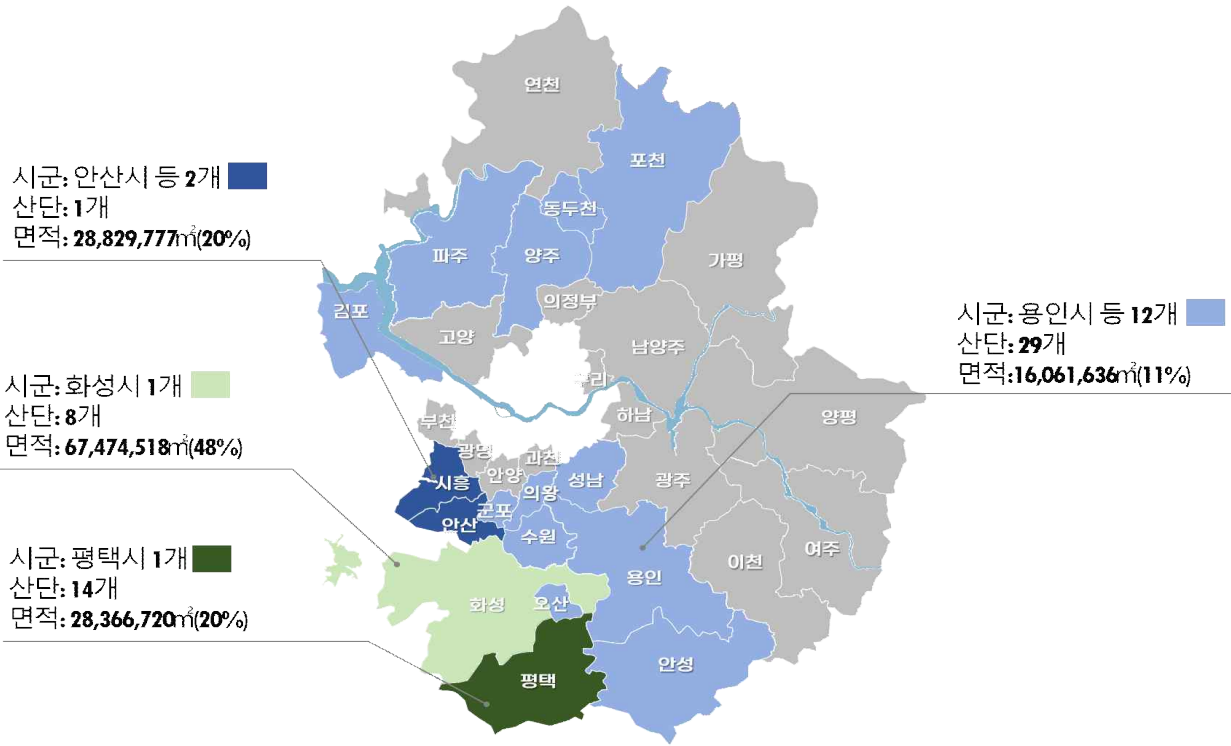 연천
포천
시군: 안산시 등 2개
산단: 1개
면적: 28,829,777㎡(20%)
동두천
파주
양주
가평
의정부
김포
고양
남양주
시군: 용인시 등 12개
산단: 29개
면적:16,061,636㎡(11%)
구리
시군: 화성시 1개
산단: 8개
면적: 67,474,518㎡(48%)
하남
양평
부천
광명
과천
안양
시흥
의왕
성남
광주
군포
안산
수원
이천
여주
용인
시군: 평택시 1개
산단: 14개
면적: 28,366,720㎡(20%)
화성
오산
안성
평택